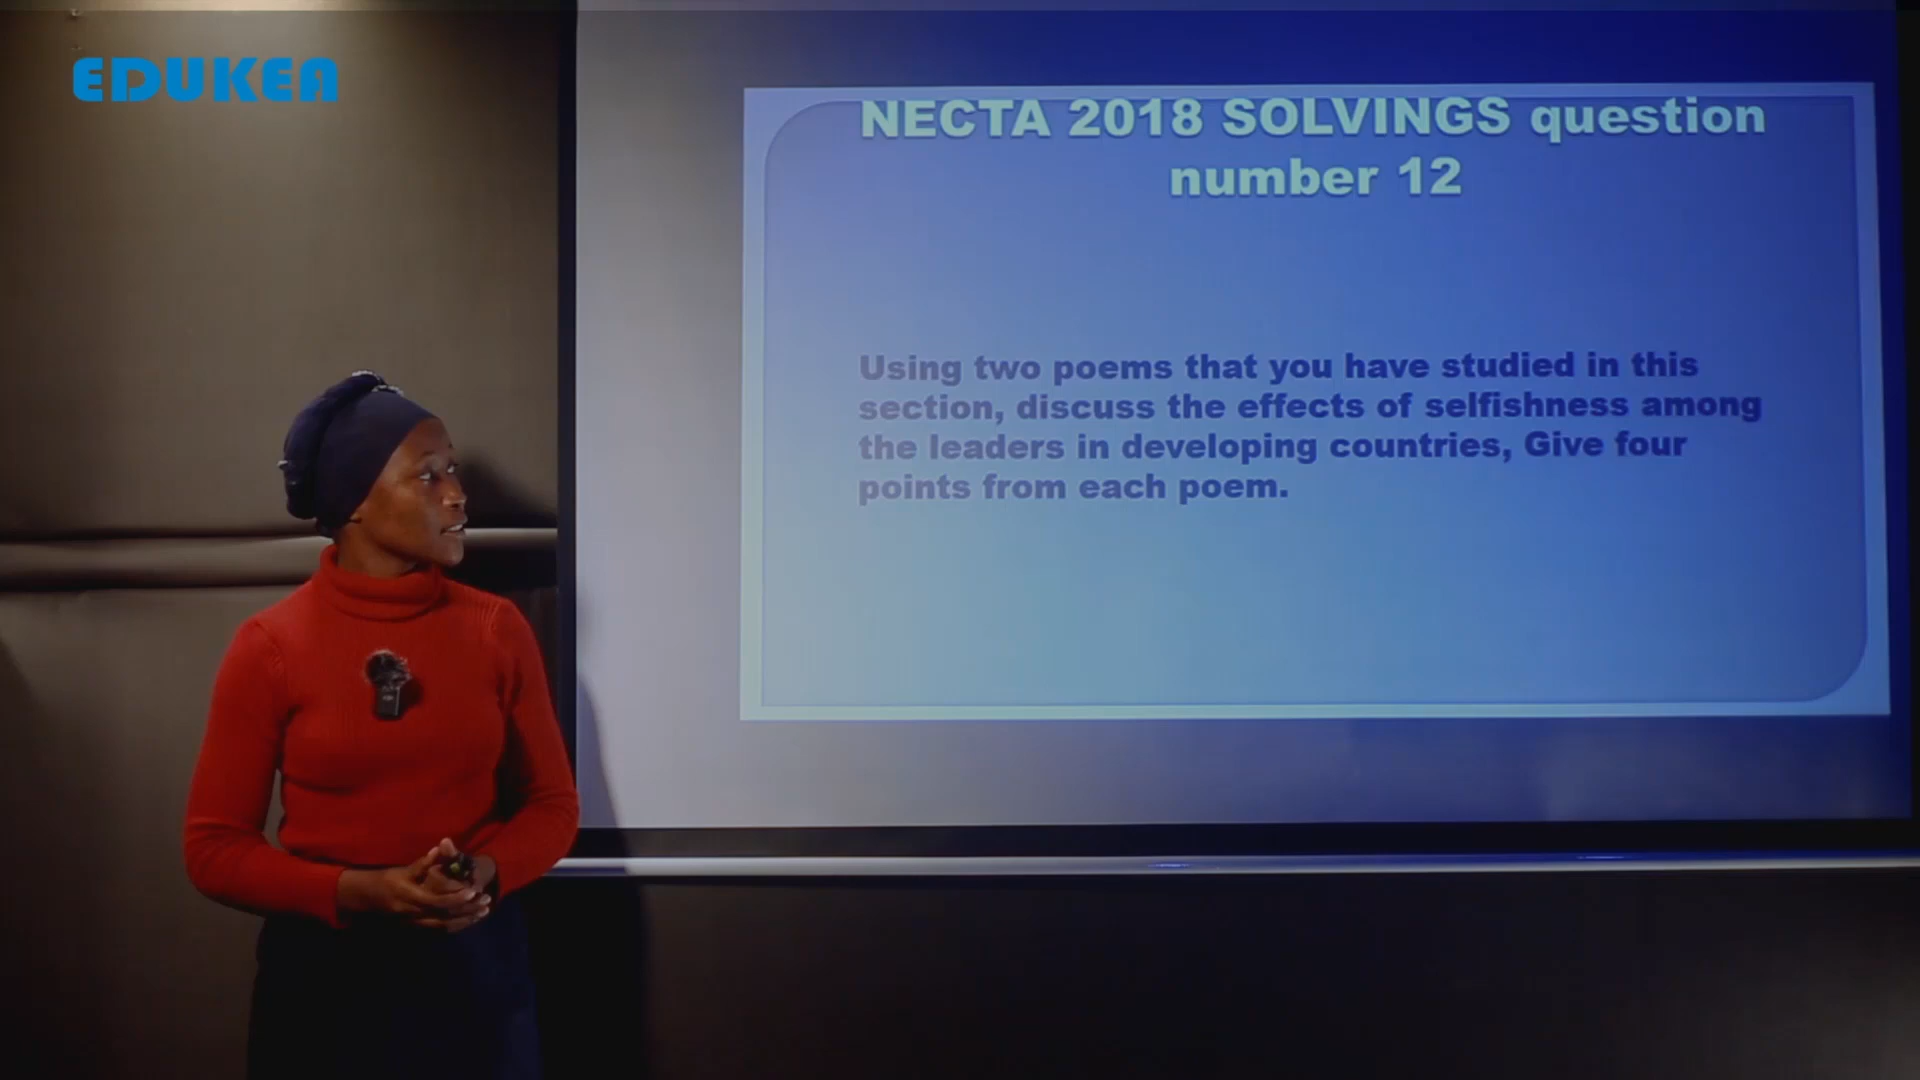 EDUKEA
NECTA 2018 SOLVINGS question
number 12
Using two poems that you have studied in this
section, discuss the effects of selfishness among
the leaders in developing countries, Give four
points from each poem.